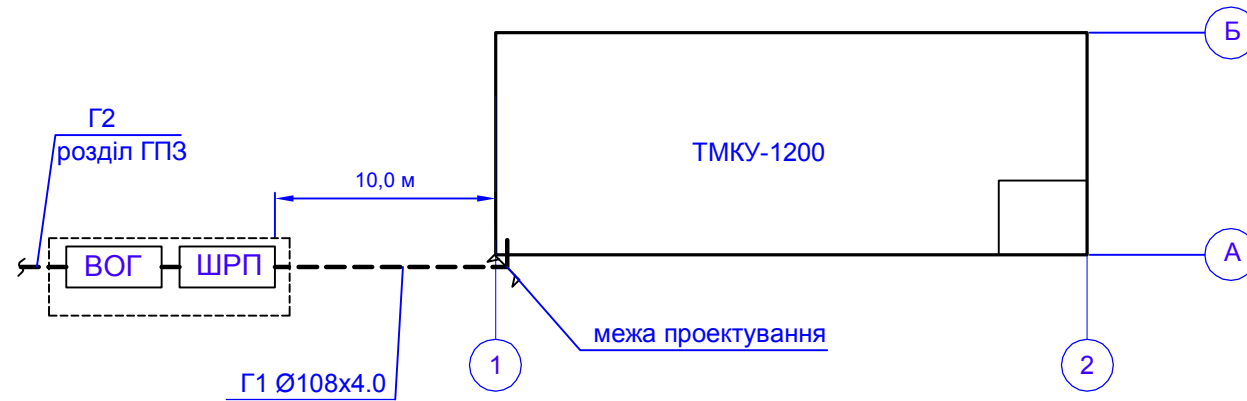 Б
Г2
розділ ГПЗ
ТМКУ-1200
10,0 м
ВОГ
ШРП
А
межа проектування
1
2
Г1 Ø108x4.0